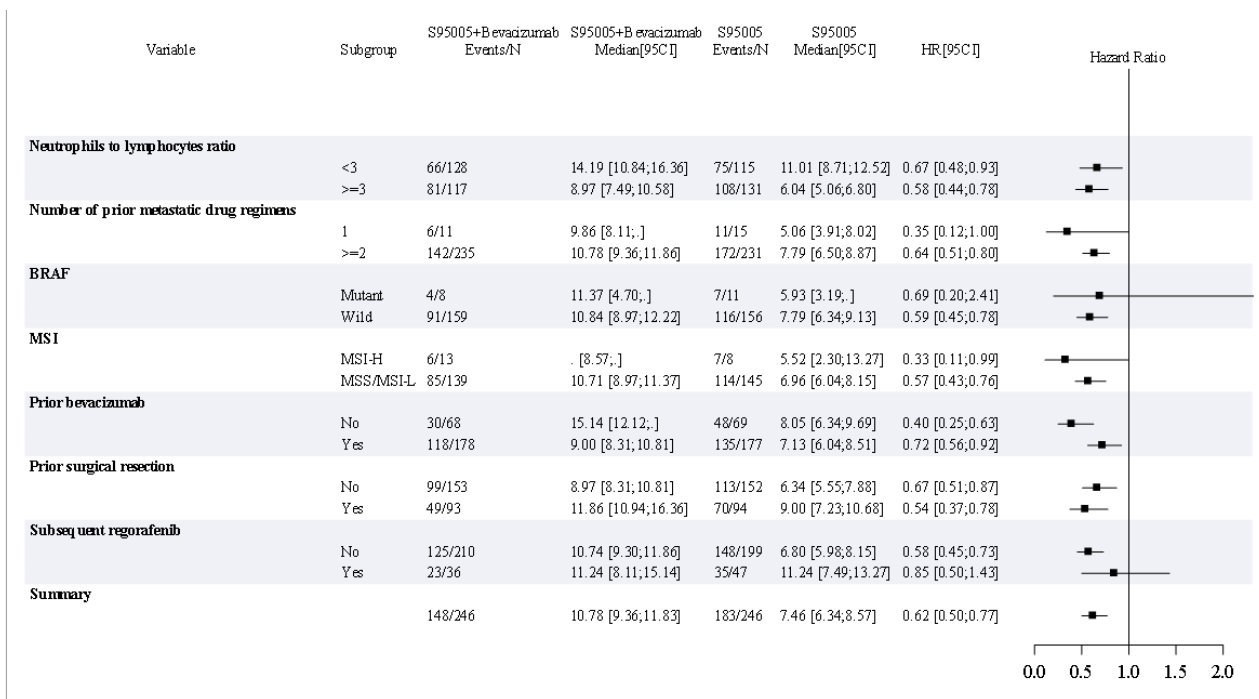 S95005+Bevacizumab S95005+Bevacizumab S95005 S95005
Variable Subgroup Events/N Median[95CI] Events/N Median[95CI] HR[95CI]
Hazard Ratio
Neutrophils to lymphocytes ratio
<3 66/128 14.19 [10.84;16.36] 75/115 11.01 [8.71;12.52] 0.67 [0.48;0.93]
>=3 81/117 8.97 [7.49;10.58] 108/131 6.04 [5.06;6.80] 0.58 [0.44;0.78]
Number of prior metastatic drug regimens
1 6/11 9.86 [8.11;.] 11/15 5.06 [3.91;8.02] 0.35 [0.12;1.00]
>=2 142/235 10.78 [9.36;11.86] 172/231 7.79 [6.50;8.87] 0.64 [0.51;0.80]
BRAF
Mutant 4/8 11.37 [4.70;.] 7/11 5.93 [3.19;.] 0.69 [0.20;2.41]
Wild 91/159 10.84 [8.97;12.22] 116/156 7.79 [6.34;9.13] 0.59 [0.45;0.78]
MSI
MSI-H 6/13 . [8.57;.] 7/8 5.52 [2.30;13.27] 0.33 [0.11;0.99]
MSS/MSI-L 85/139 10.71 [8.97;11.37] 114/145 6.96 [6.04;8.15] 0.57 [0.43;0.76]
Prior bevacizumab
No 30/68 15.14 [12.12;.] 48/69 8.05 [6.34;9.69] 0.40 [0.25;0.63]
Yes 118/178 9.00 [8.31;10.81] 135/177 7.13 [6.04;8.51] 0.72 [0.56;0.92]
Prior surgical resection
No 99/153 8.97 [8.31;10.81] 113/152 6.34 [5.55;7.88] 0.67 [0.51;0.87]
Yes 49/93 11.86 [10.94;16.36] 70/94 9.00 [7.23;10.68] 0.54 [0.37;0.78]
Subsequent regorafenib
No 125/210 10.74 [9.30;11.86] 148/199 6.80 [5.98;8.15] 0.58 [0.45;0.73]
Yes 23/36 11.24 [8.11;15.14] 35/47 11.24 [7.49;13.27] 0.85 [0.50;1.43]
Summary
148/246 10.78 [9.36;11.83] 183/246 7.46 [6.34;8.57] 0.62 [0.50;0.77]
0.0 0.5 1.0 1.5 2.0